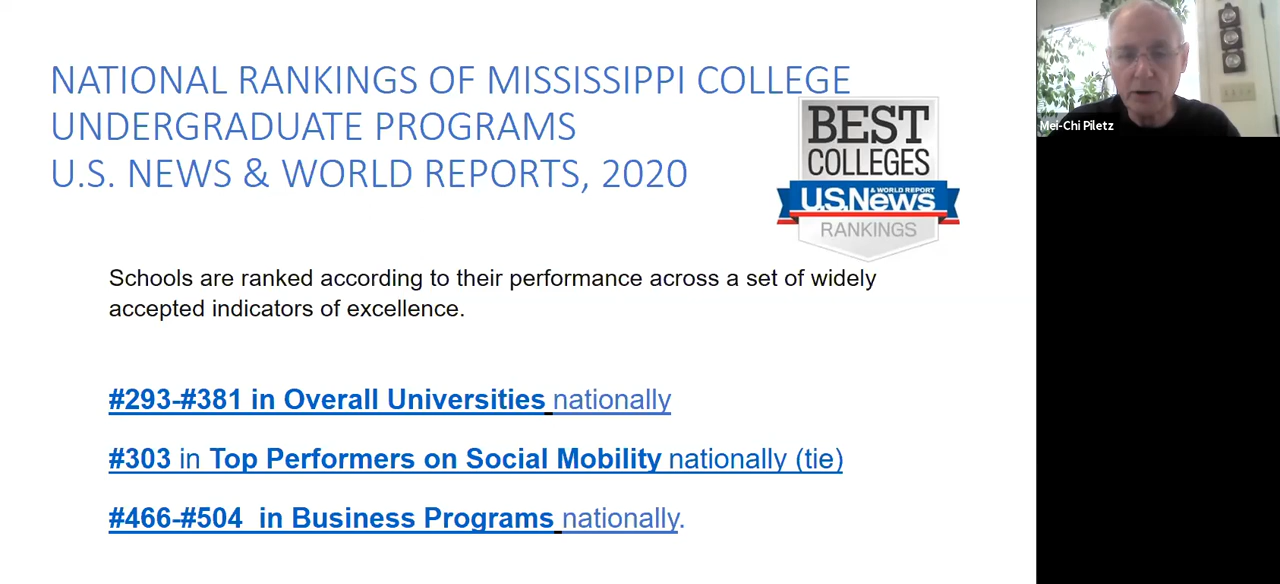 NATIONAL RANKINGS OF MISSISSIPPI COLLEGE
UNDERGRADUATE PROGRAMS
U.S. NEWS & WORLD REPORTS, 2020
BEST
COLLEGES
& WORLD REPORT
U.S.News
RANKINGS
Mei-Chi Piletz
Schools are ranked according to their performance across a set of widely
accepted indicators of excellence.
#293-#381 in Overall Universities nationally
#303 in Top Performers on Social Mobility nationally (tie)
#466-#504 in Business Programs nationally.